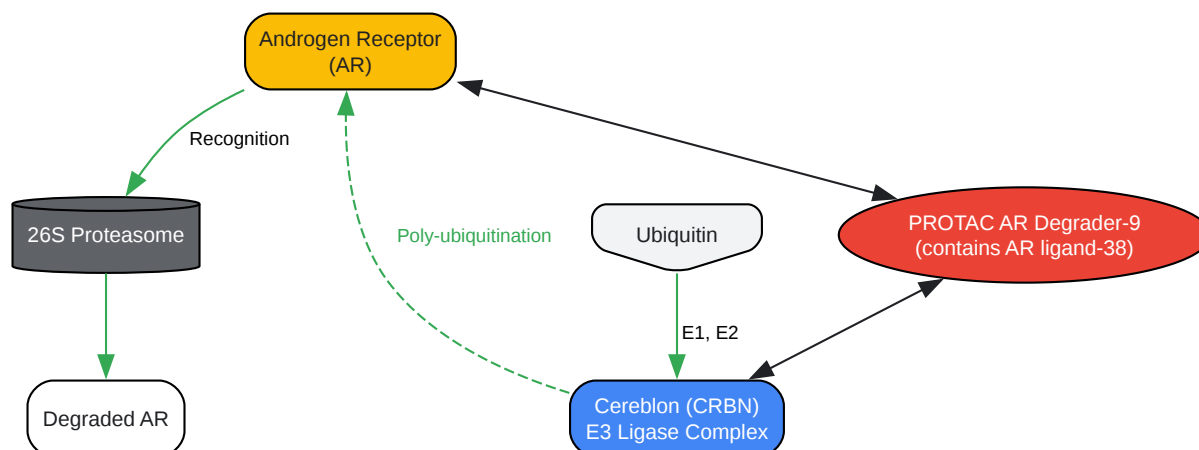 Androgen Receptor
(AR)
Recognition
26S Proteasome
Poly-ubiquitination
Ubiquitin
PROTAC AR Degrader-9
(contains AR ligand-38)
E1, E2
Degraded AR
Cereblon (CRBN)
E3 Ligase Complex